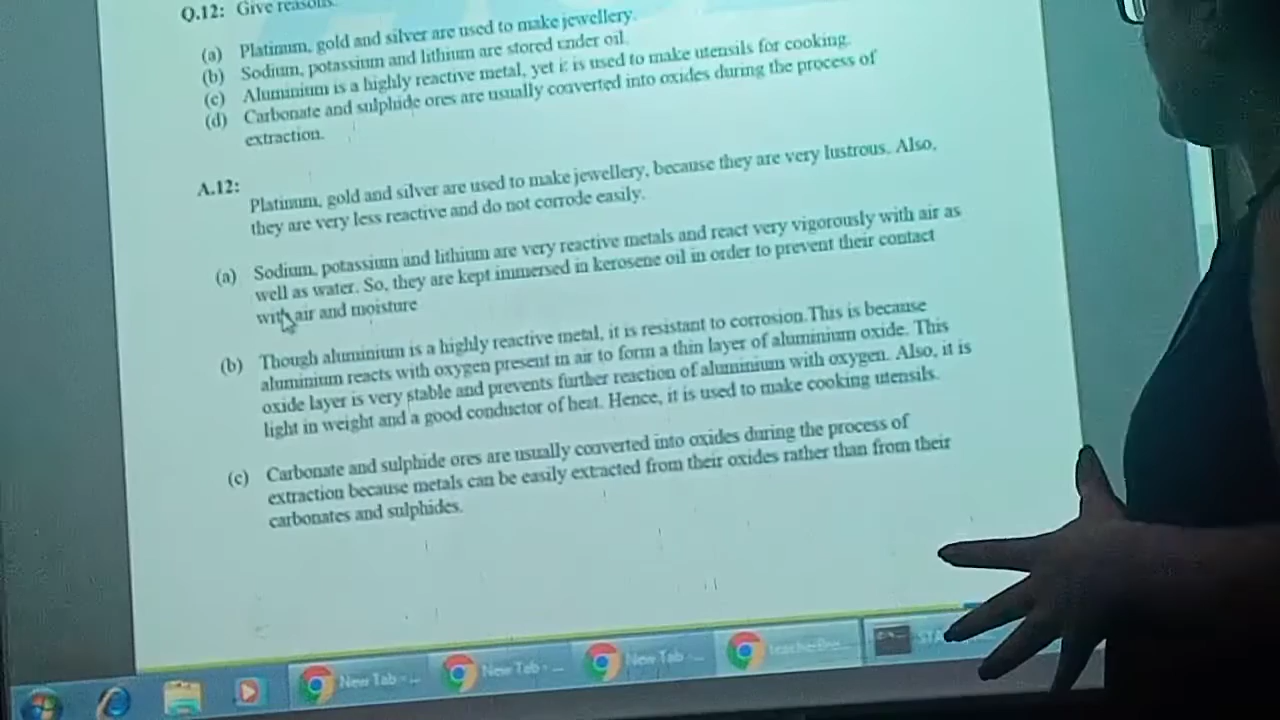 Q.12: Give reasons.
(a) Platinum, gold and silver are used to make jewellery.
(b) Sodium, potassium and lithium are stored under oil.
(c) Aluminium is a highly reactive metal, yet it is used to make utensils for cooking.
(d) Carbonate and sulphide ores are usually converted into oxides during the process of
extraction.
A.12:
Platinum, gold and silver are used to make jewellery, because they are very lustrous. Also,
they are very less reactive and do not corrode easily.
(a) Sodium, potassium and lithium are very reactive metals and react very vigorously with air as
well as water. So, they are kept immersed in kerosene oil in order to prevent their contact
with air and moisture
(b) Though aluminium is a highly reactive metal, it is resistant to corrosion.This is because
aluminium reacts with oxygen present in air to form a thin layer of aluminium oxide. This
oxide layer is very stable and prevents further reaction of aluminium with oxygen. Also, it is
light in weight and a good conductor of heat. Hence, it is used to make cooking utensils.
(c) Carbonate and sulphide ores are usually converted into oxides during the process of
extraction because metals can be easily extracted from their oxides rather than from their
carbonates and sulphides.
New Tab - ... New Tab - ... New Tab - ...